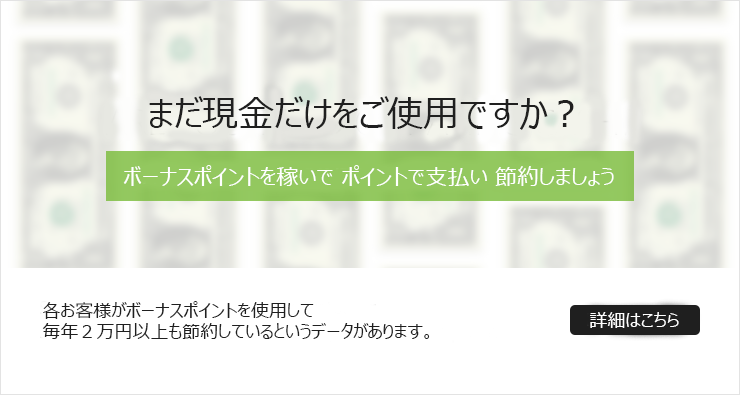 まだ現金だけをご使用ですか？
ボーナスポイントを稼いで ポイントで支払い 節約しましょう
各お客様がボーナスポイントを使用して
毎年２万円以上も節約しているというデータがあります。
詳細はこちら